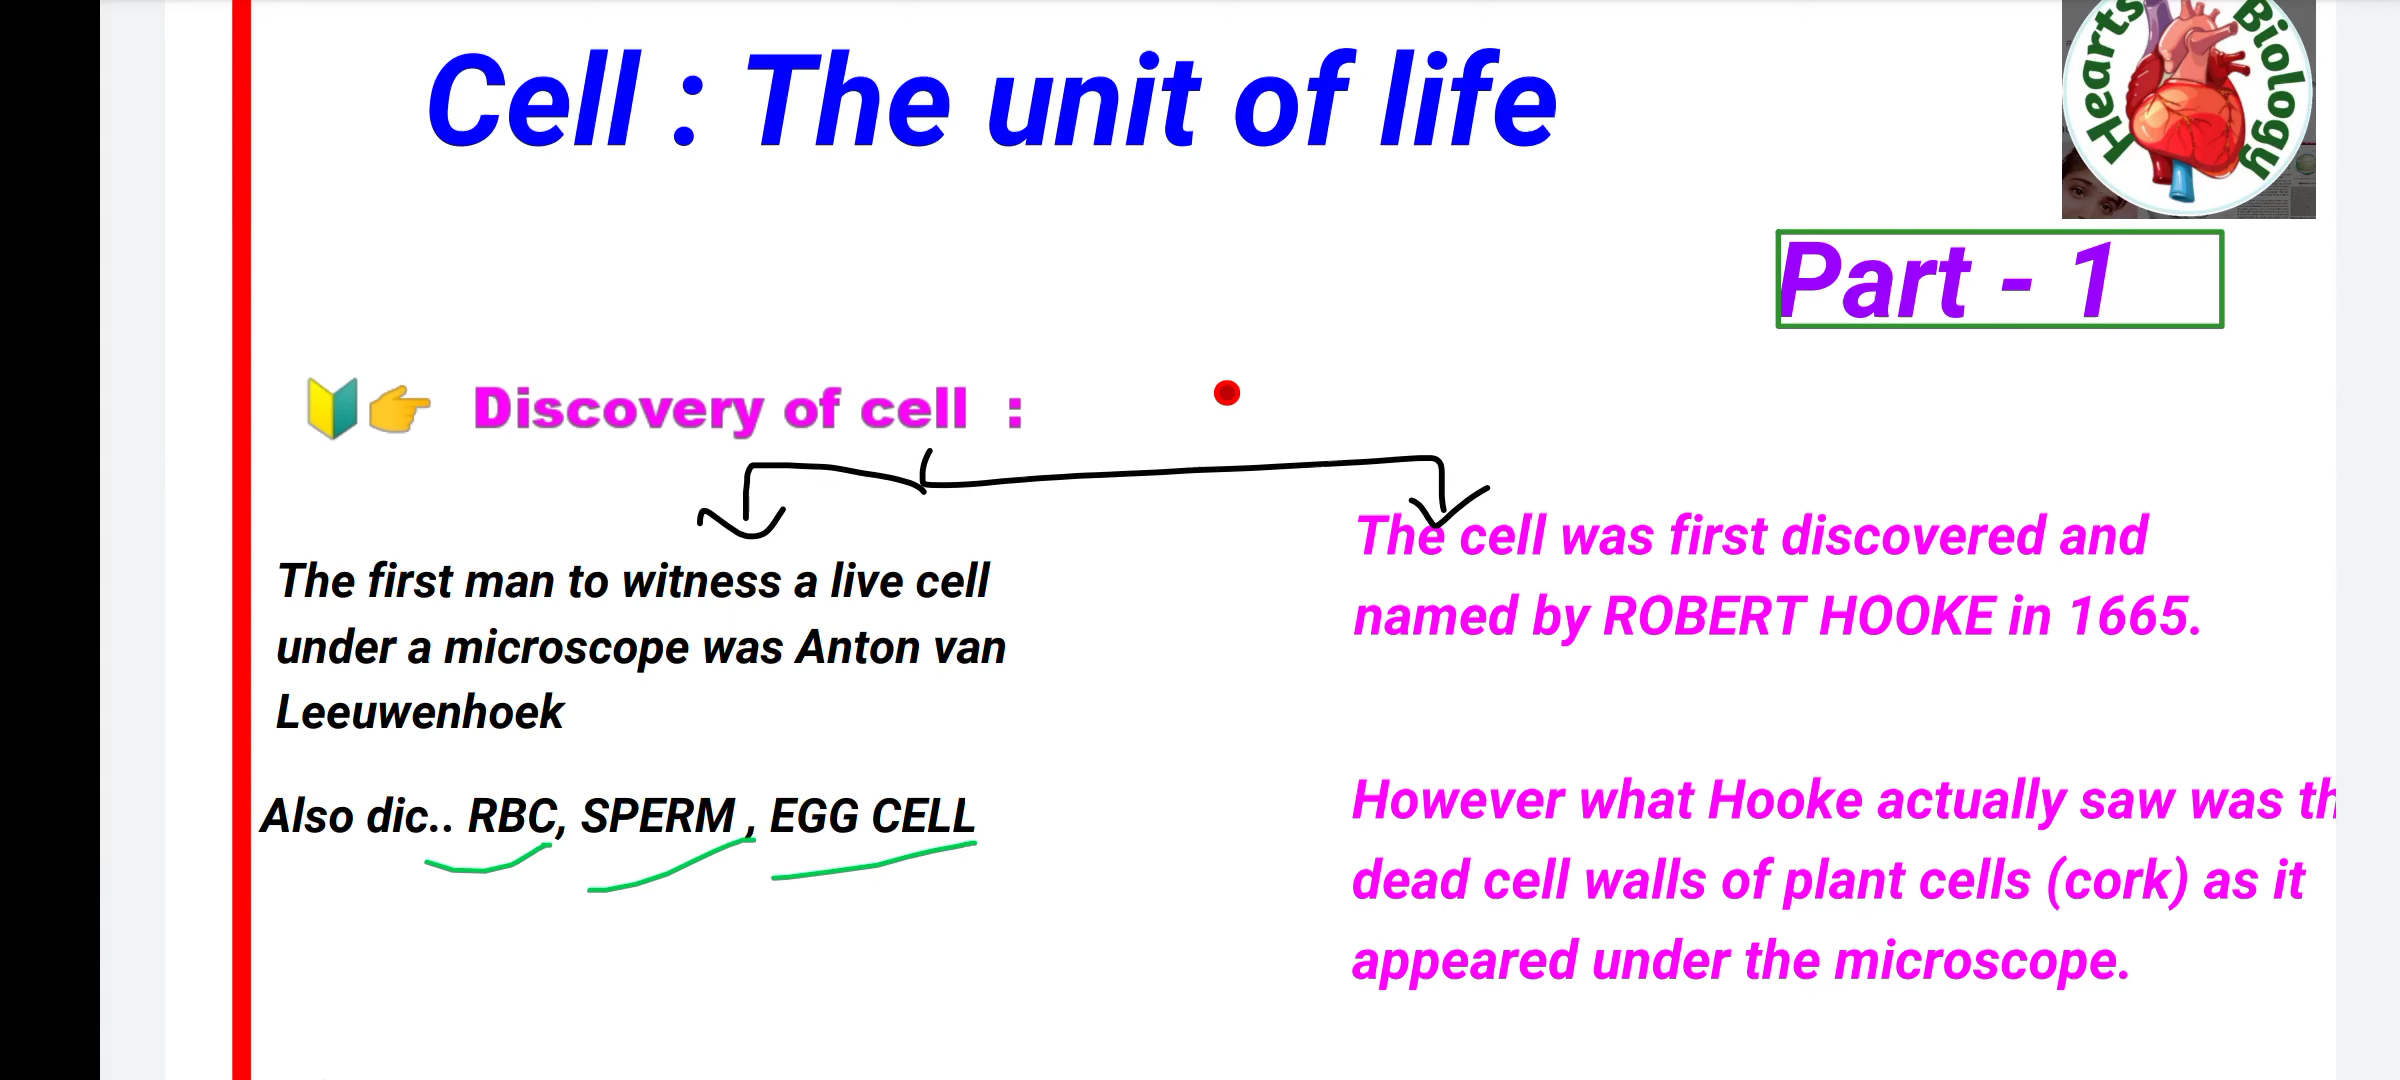 Cell : The unit of life
Hearts Biology
Part - 1
Discovery of cell :
The first man to witness a live cell
under a microscope was Anton van
Leeuwenhoek
Also dic.. RBC, SPERM , EGG CELL
The cell was first discovered and
named by ROBERT HOOKE in 1665.
However what Hooke actually saw was th
dead cell walls of plant cells (cork) as it
appeared under the microscope.